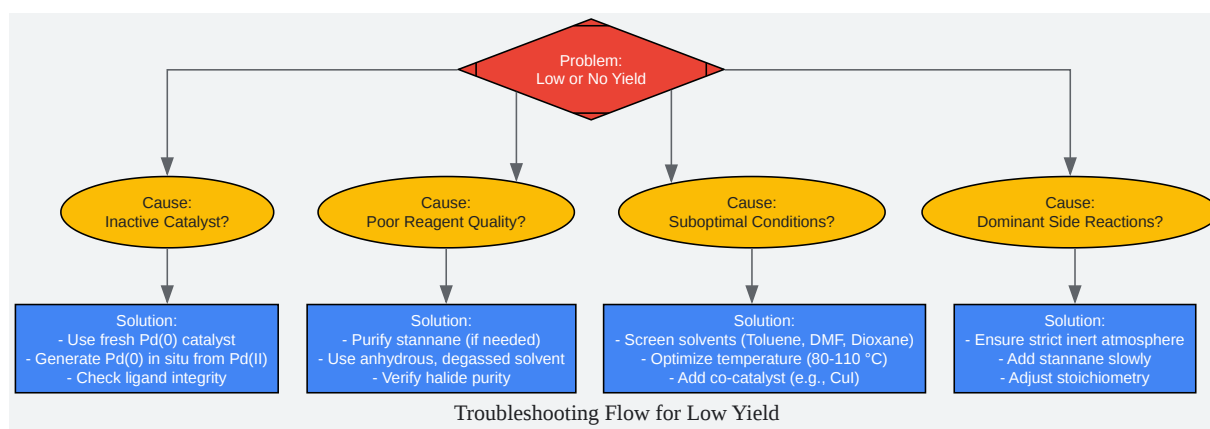 Problem:
Low or No Yield
Cause:
Inactive Catalyst?
Cause:
Poor Reagent Quality?
Cause:
Suboptimal Conditions?
Cause:
Dominant Side Reactions?
Solution:
- Use fresh Pd(0) catalyst
- Generate Pd(0) in situ from Pd(II)
- Check ligand integrity
Solution:
- Purify stannane (if needed)
- Use anhydrous, degassed solvent
- Verify halide purity
Solution:
- Screen solvents (Toluene, DMF, Dioxane)
- Optimize temperature (80-110 °C)
- Add co-catalyst (e.g., CuI)
Solution:
- Ensure strict inert atmosphere
- Add stannane slowly
- Adjust stoichiometry
Troubleshooting Flow for Low Yield